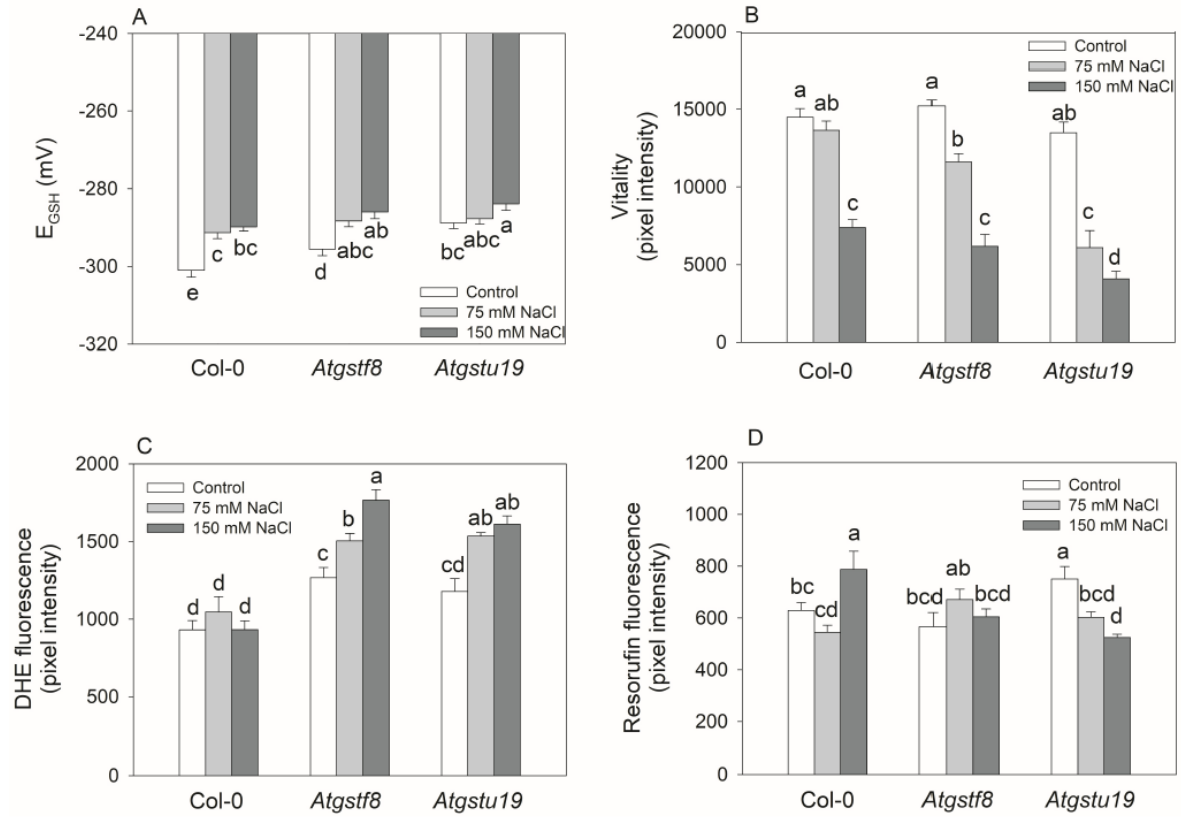 A
-240
-260
-280
-300
-320
E_GSH (mV)
e
c
bc
d
abc
ab
bc
abc
a
Control
75 mM NaCl
150 mM NaCl
Col-0
Atgstf8
Atgstu19
B
20000
15000
10000
5000
0
Vitality
(pixel intensity)
Control
75 mM NaCl
150 mM NaCl
a
ab
c
a
b
c
ab
c
d
Col-0
Atgstf8
Atgstu19
C
2000
1500
1000
500
0
DHE fluorescence
(pixel intensity)
Control
75 mM NaCl
150 mM NaCl
d
d
d
c
b
a
cd
ab
ab
Col-0
Atgstf8
Atgstu19
D
1200
1000
800
600
400
200
0
Resorufin fluorescence
(pixel intensity)
Control
75 mM NaCl
150 mM NaCl
bc
cd
a
bcd
ab
bcd
a
bcd
d
Col-0
Atgstf8
Atgstu19